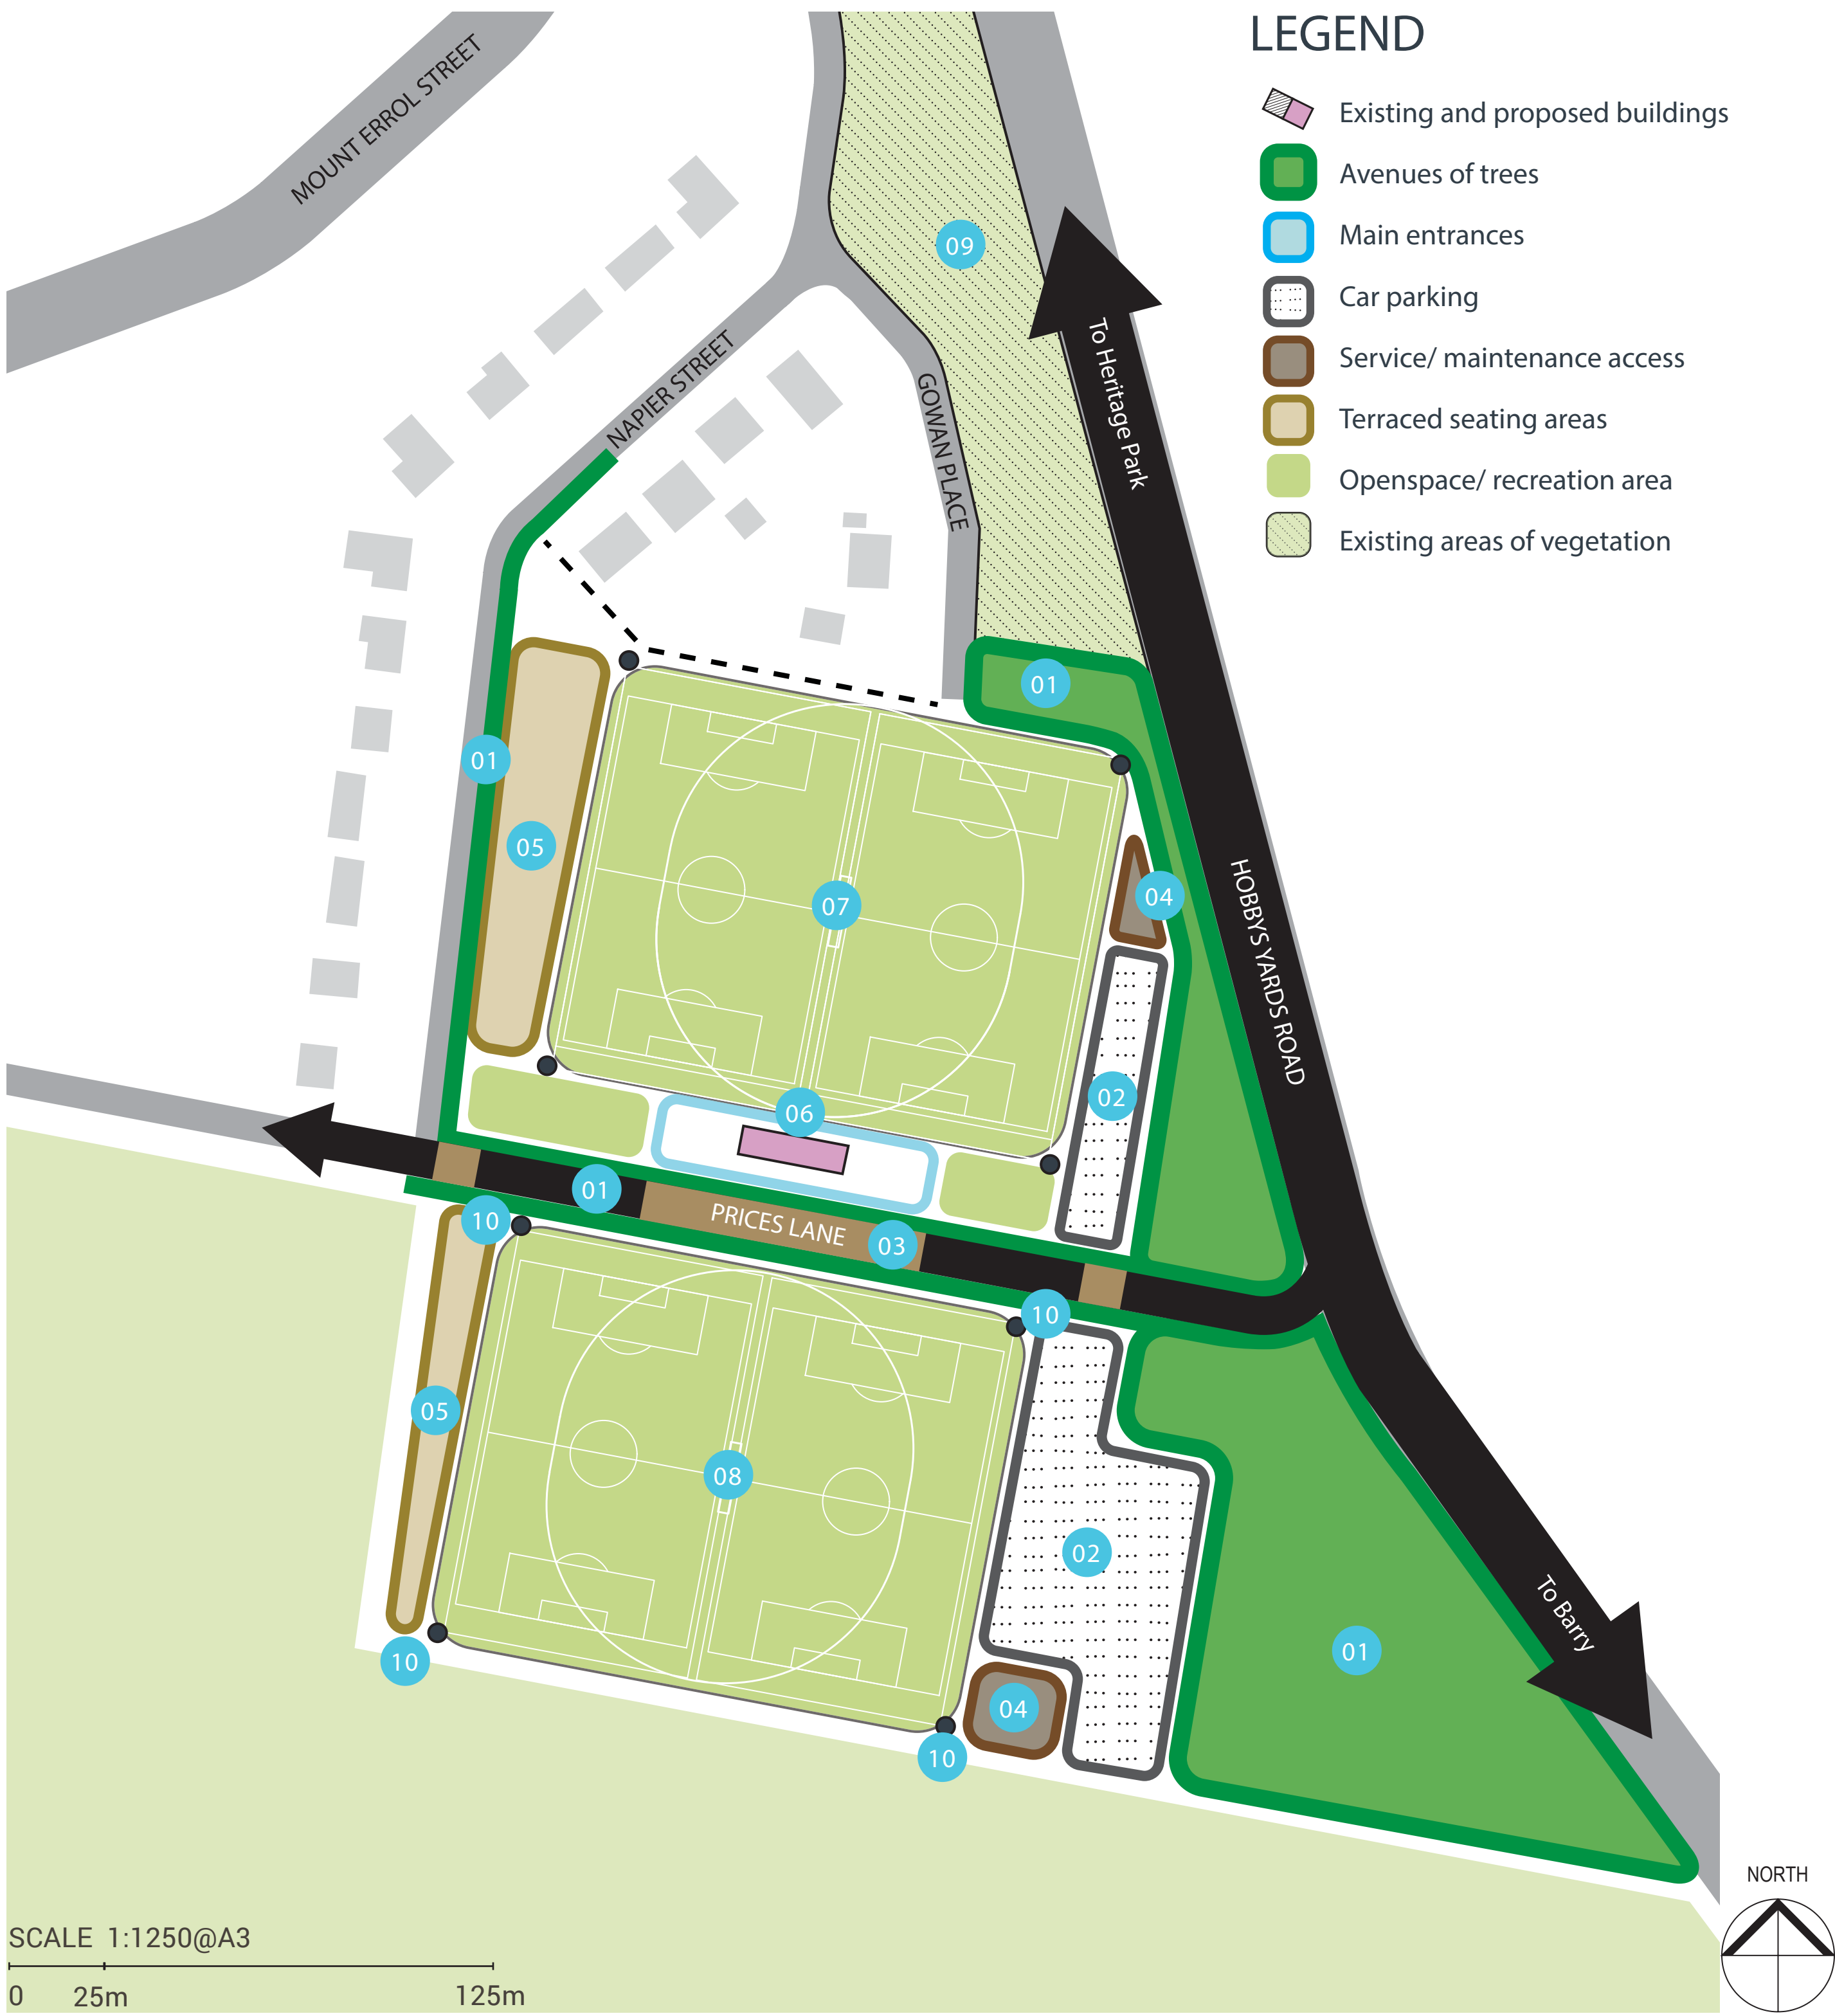 LEGEND
Existing and proposed buildings
Avenues of trees
Main entrances
Car parking
Service/ maintenance access
Terraced seating areas
Openspace/ recreation area
Existing areas of vegetation
MOUNT ERROL STREET
09
To Heritage Park
NAPIER STREET
GOWAN PLACE
01
01
05
04
07
HOBBYS YARDS ROAD
02
06
01
10
PRICES LANE
03
10
05
08
02
To Barry
01
10
04
10
NORTH
SCALE 1:1250@A3
0 25m 125m